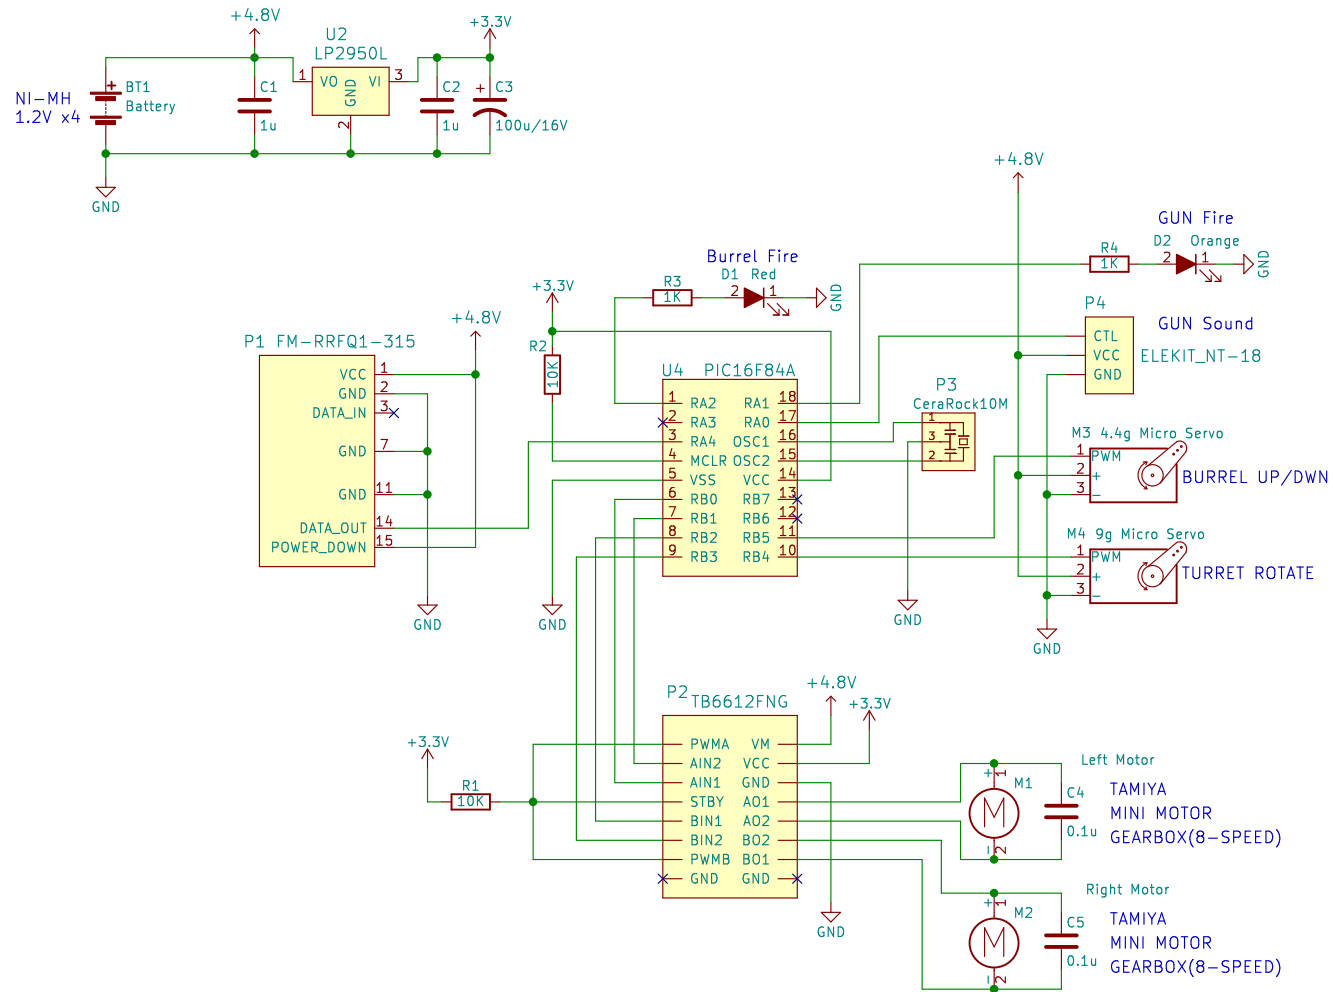 +4.8V
U2
LP2950L
+3.3V
1 VO GND VI 3
2
NI-MH
1.2V x4
+ BT1
Battery
C1
1u
C2
1u
+ C3
100u/16V
GND
+4.8V
GUN Fire
R4
1K
D2 Orange
2 1
GND
Burrel Fire
D1 Red
R3
1K
2 1
GND
+3.3V
R2
10K
+4.8V
P1 FM-RRFQ1-315
VCC 1
GND 2
DATA_IN 3
GND 7
GND 11
DATA_OUT 14
POWER_DOWN 15
GND
GND
U4 PIC16F84A
1 RA2 RA1 18
2 RA3 RA0 17
3 RA4 OSC1 16
4 MCLR OSC2 15
5 VSS VCC 14
6 RB0 RB7 13
7 RB1 RB6 12
8 RB2 RB5 11
9 RB3 RB4 10
P3
CeraRock10M
1
3
2
GND
P4
GUN Sound
CTL
VCC
GND
ELEKIT_NT-18
M3 4.4g Micro Servo
1 PWM
2 +
3 -
BURREL UP/DWN
M4 9g Micro Servo
1 PWM
2 +
3 -
TURRET ROTATE
GND
P2 TB6612FNG
+4.8V
+3.3V
+3.3V
R1
10K
PWMA VM
AIN2 VCC
AIN1 GND
STBY AO1
BIN1 AO2
BIN2 BO2
PWMB BO1
GND GND
GND
Left Motor
+ 1
M
M1
- 2
C4
0.1u
TAMIYA
MINI MOTOR
GEARBOX(8-SPEED)
Right Motor
+ 1
M
M2
- 2
C5
0.1u
TAMIYA
MINI MOTOR
GEARBOX(8-SPEED)